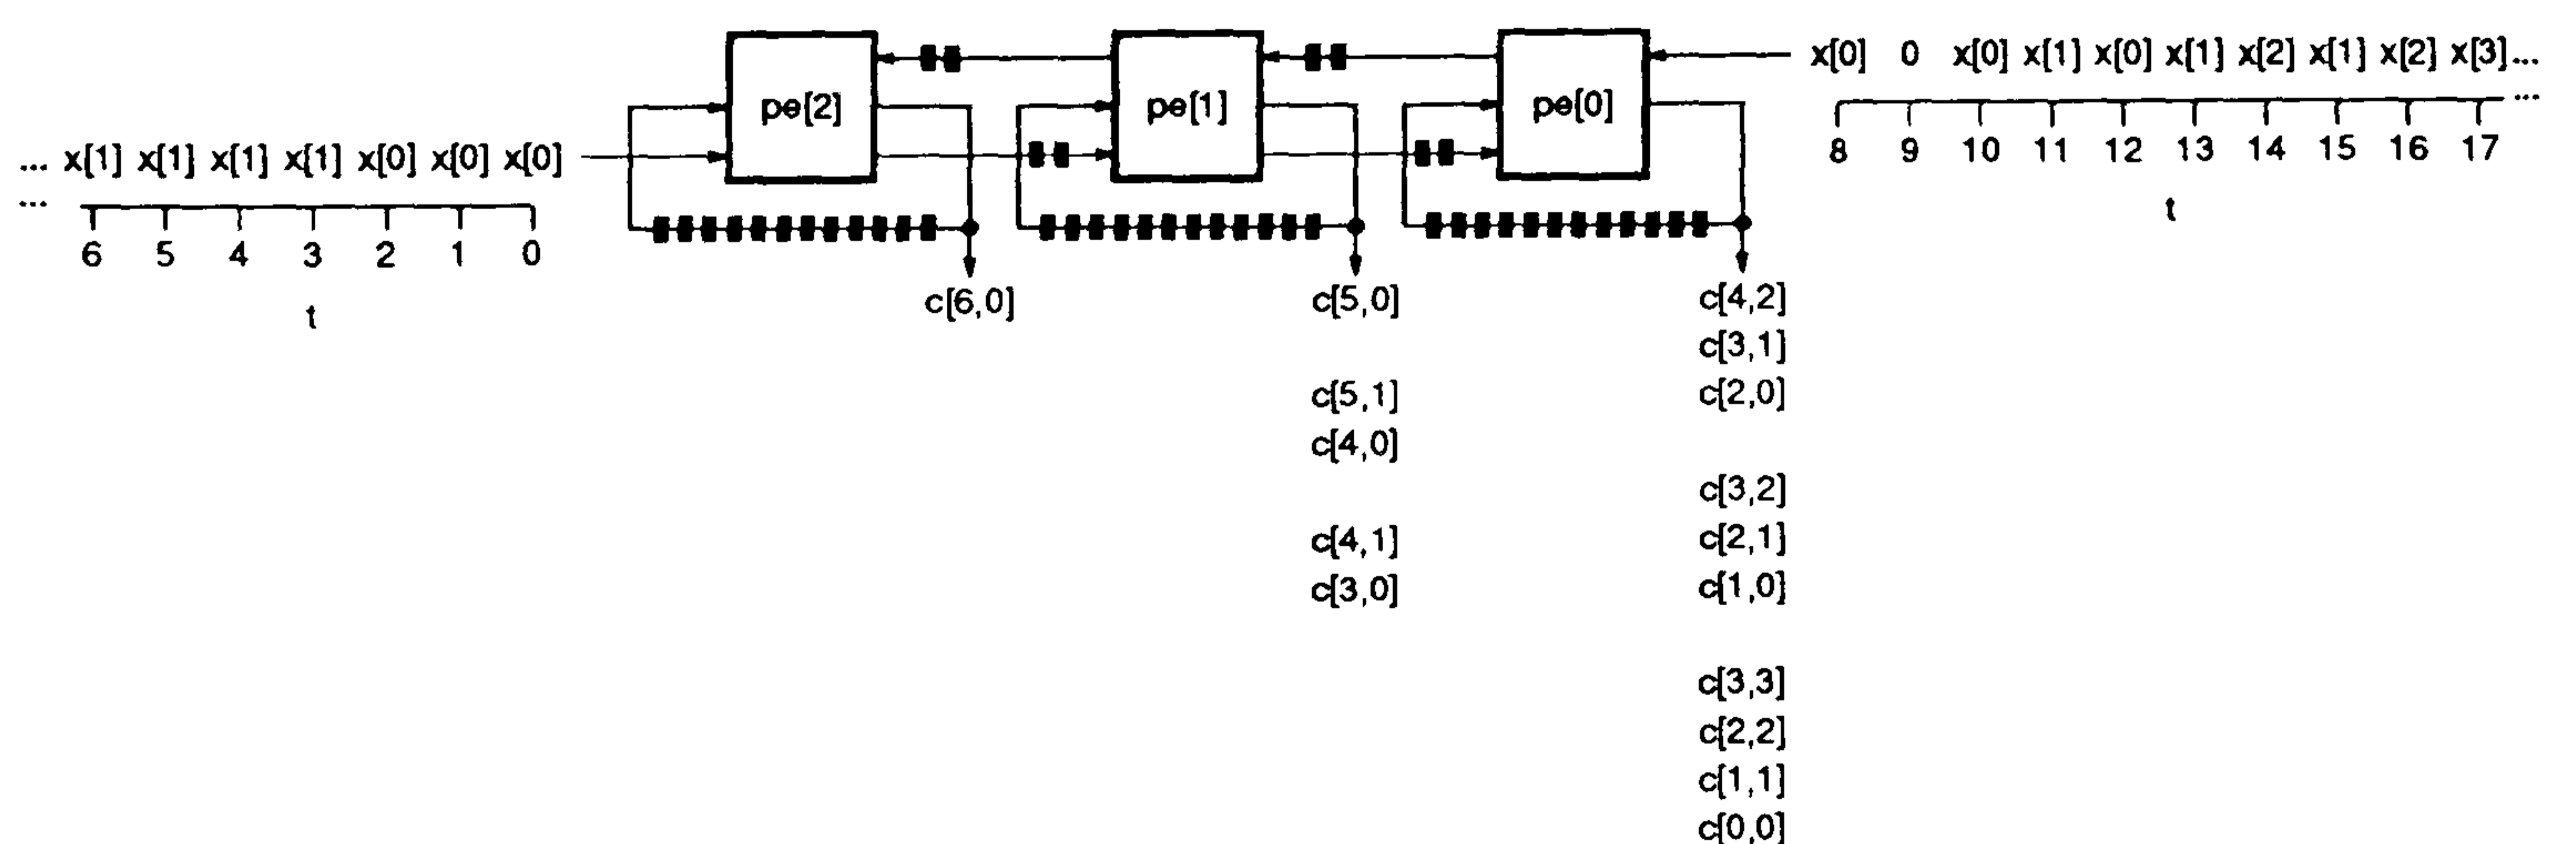 pe[2] pe[1] pe[0] x[0] 0 x[0] x[1] x[0] x[1] x[2] x[1] x[2] x[3]...
... x[1] x[1] x[1] x[1] x[0] x[0] x[0]
...
8 9 10 11 12 13 14 15 16 17
t
...
6 5 4 3 2 1 0
t
c[6,0] c[5,0] c[4,2]
c[3,1]
c[5,1] c[2,0]
c[4,0]
c[3,2]
c[4,1] c[2,1]
c[3,0] c[1,0]
c[3,3]
c[2,2]
c[1,1]
c[0,0]